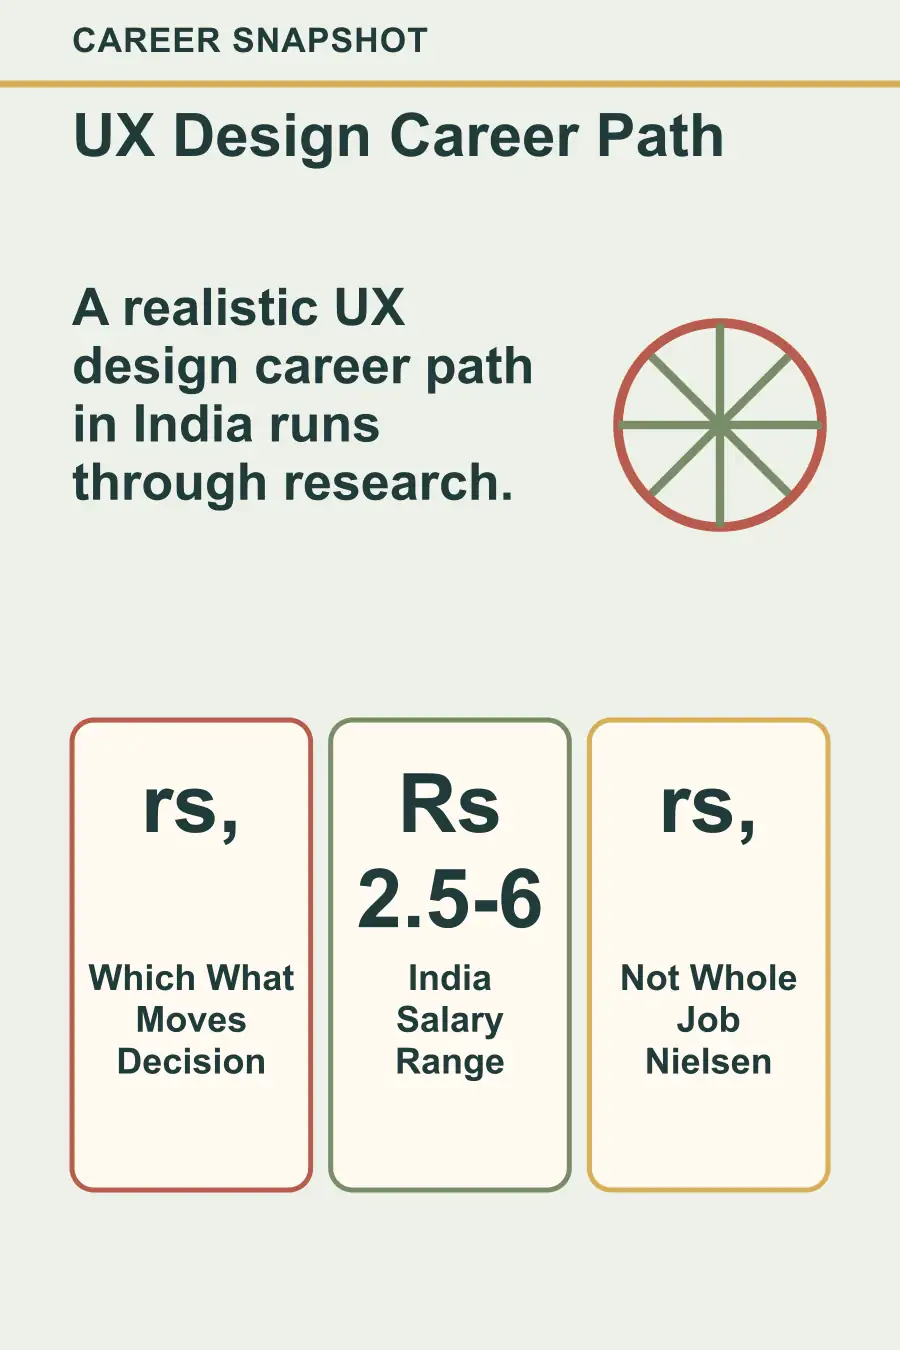 CAREER SNAPSHOT
UX Design Career Path
A realistic UX
design career path
in India runs
through research.
rs,
Which What
Moves
Decision
Rs
2.5-6
India
Salary
Range
rs,
Not Whole
Job
Nielsen